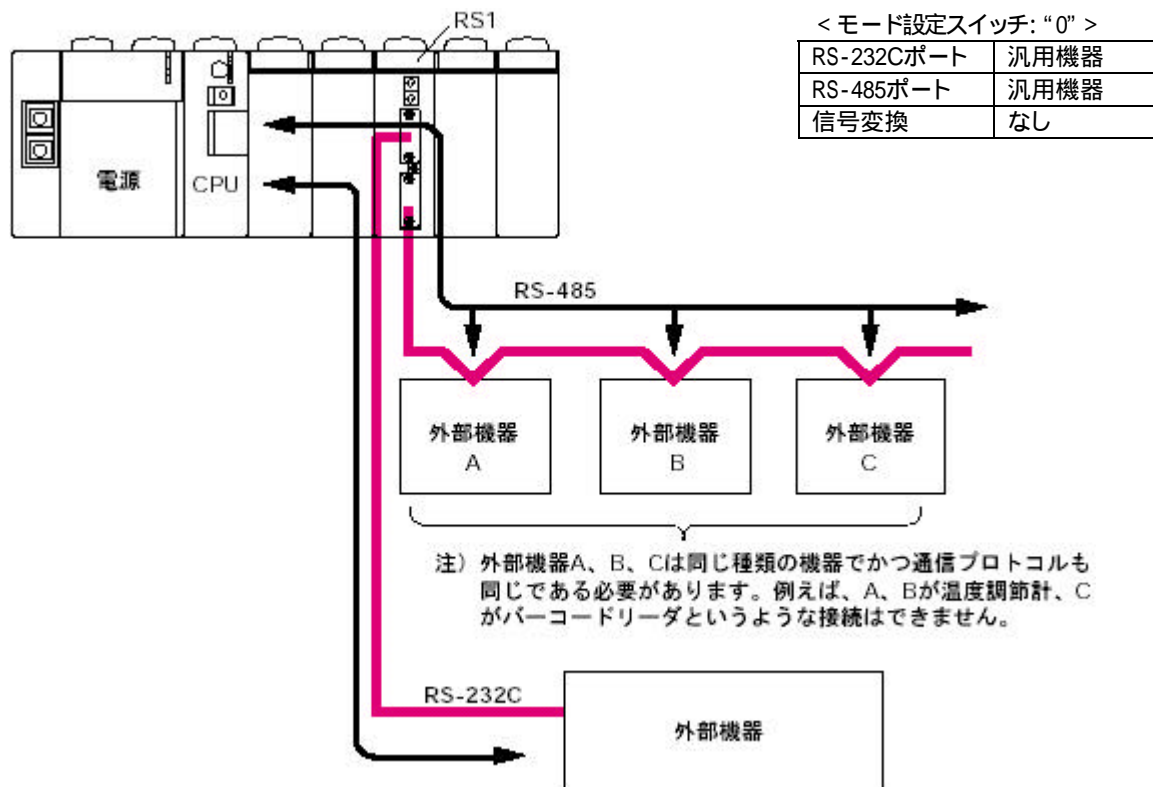 RS1
<モード設定スイッチ: “0”>
RS-232Cポート 汎用機器
RS-485ポート 汎用機器
信号変換 なし
電源
CPU
RS-485
外部機器
A
外部機器
B
外部機器
C
注) 外部機器A、B、Cは同じ種類の機器でかつ通信プロトコルも
同じである必要があります。例えば、A、Bが温度調節計、C
がバーコードリーダというような接続はできません。
RS-232C
外部機器